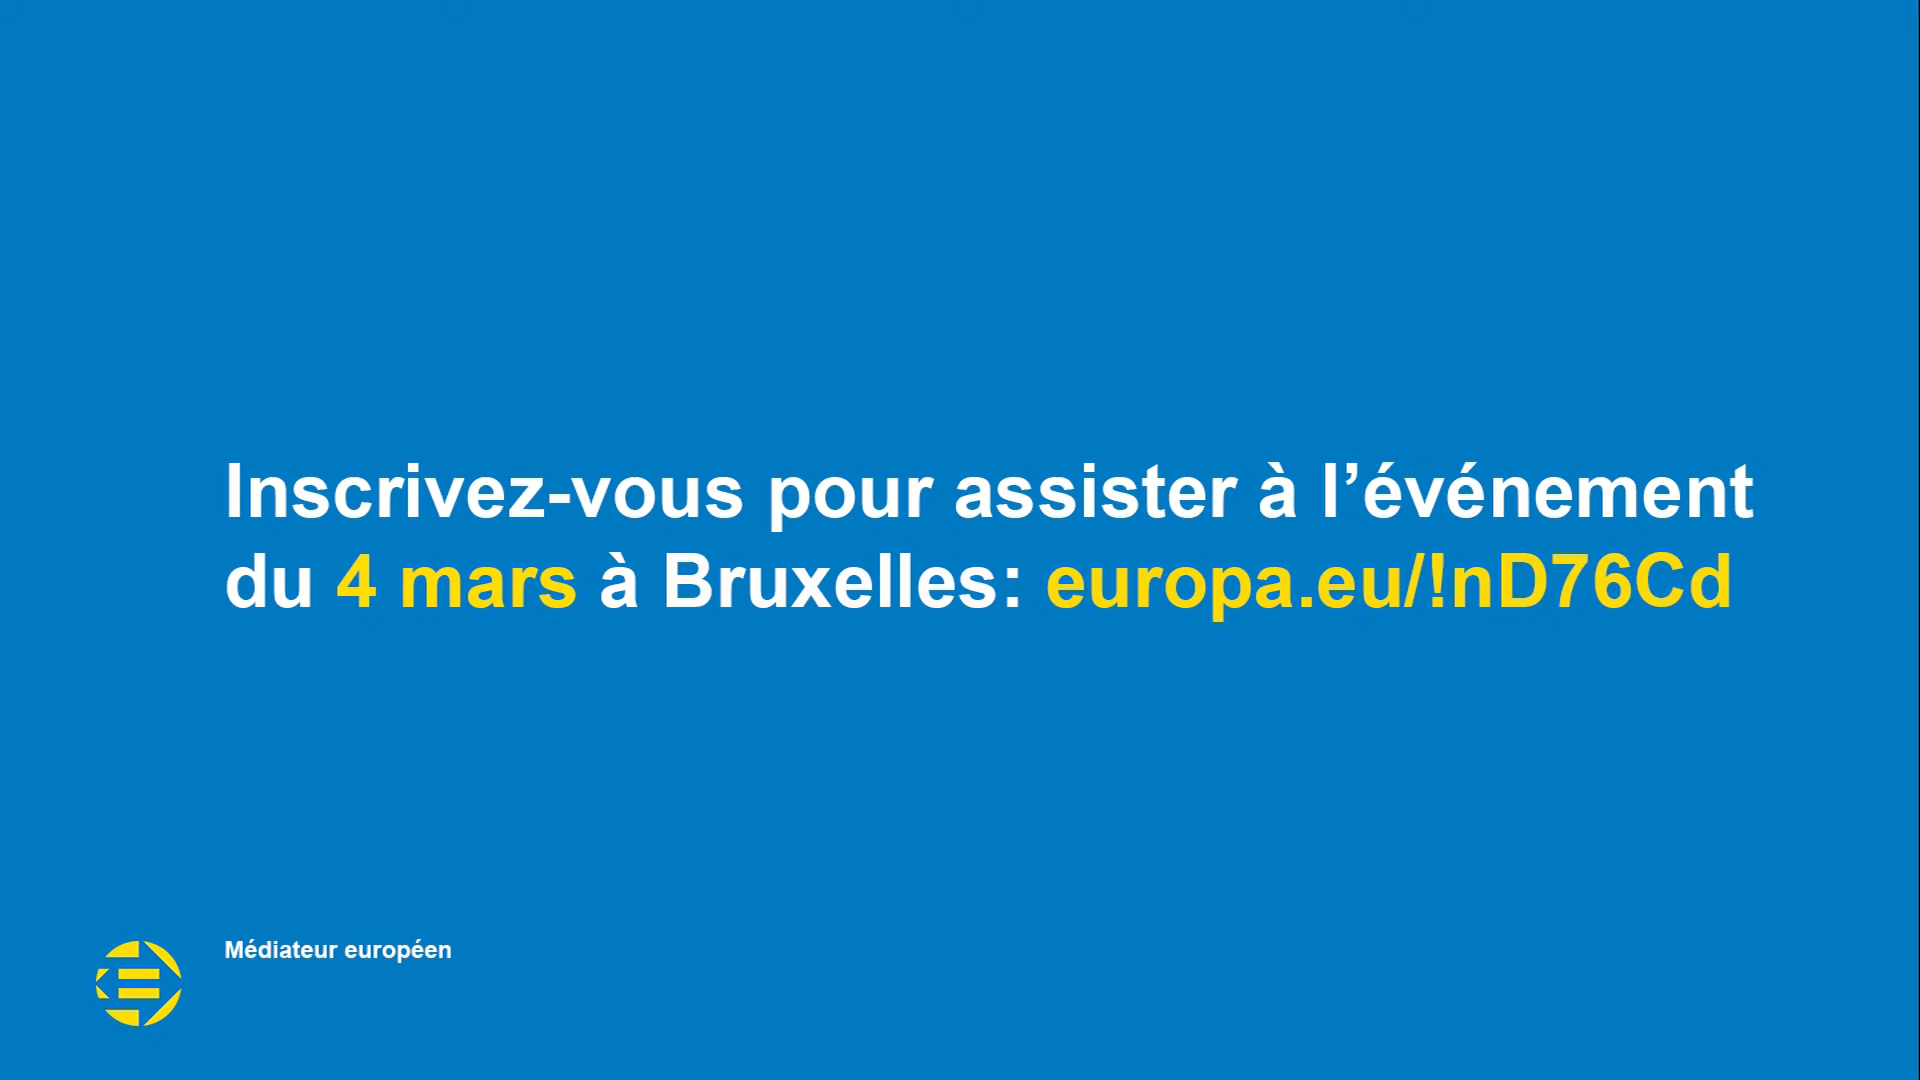 Inscrivez-vous pour assister à l’événement
du 4 mars à Bruxelles: europa.eu/!nD76Cd
Médiateur européen